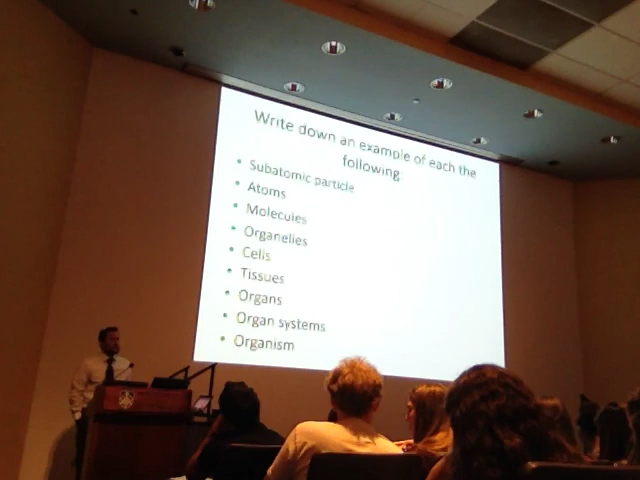 Write down an example of each the
following:
• Subatomic particle
• Atoms
• Molecules
• Organelles
• Cells
• Tissues
• Organs
• Organ systems
• Organism